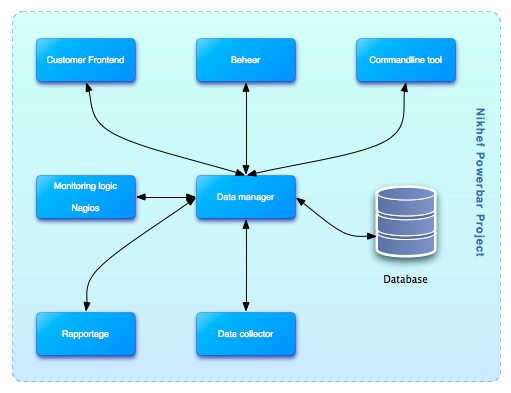 Customer Frontend
Beheer
Commandline tool
Nikhef Powerbar Project
Monitoring logic
Nagios
Data manager
Database
Rapportage
Data collector